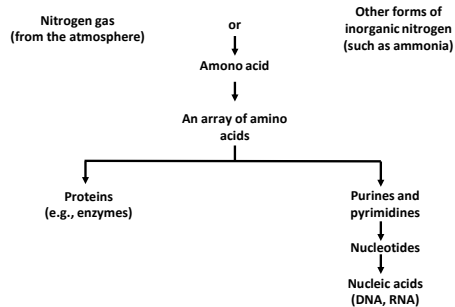 Nitrogen gas
(from the atmosphere)
or
Other forms of
inorganic nitrogen
(such as ammonia)
Amono acid
An array of amino
acids
Proteins
(e.g., enzymes)
Purines and
pyrimidines
Nucleotides
Nucleic acids
(DNA, RNA)